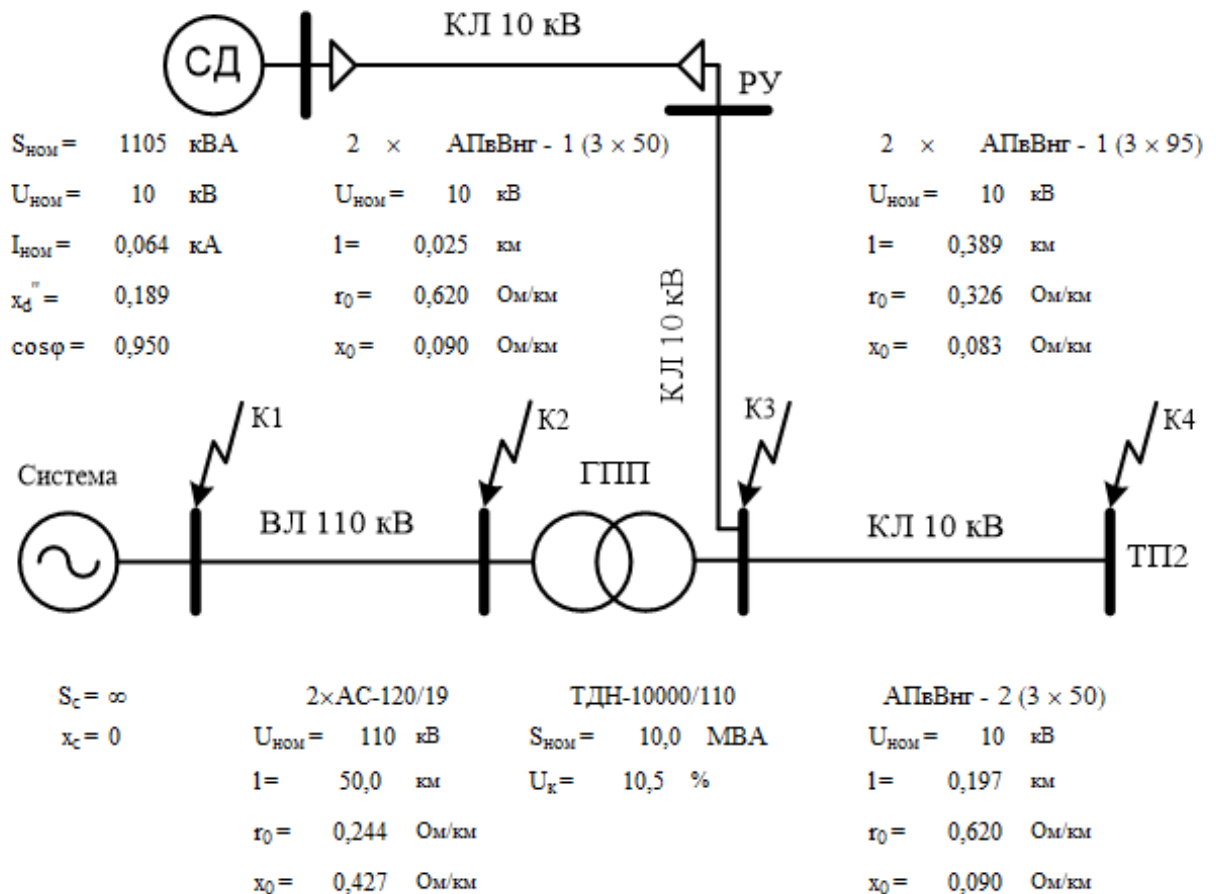 КЛ 10 кВ
СД
РУ
Sном = 1105 кВА
Uном = 10 кВ
Iном = 0,064 кА
xd″ = 0,189
cosφ = 0,950
2 × АПвВнг - 1 (3 × 50)
Uном = 10 кВ
l = 0,025 км
r0 = 0,620 Ом/км
x0 = 0,090 Ом/км
КЛ 10 кВ
2 × АПвВнг - 1 (3 × 95)
Uном = 10 кВ
l = 0,389 км
r0 = 0,326 Ом/км
x0 = 0,083 Ом/км
К1
К2
К3
К4
Система
ВЛ 110 кВ
ГПП
КЛ 10 кВ
ТП2
Sс = ∞
xс = 0
2×АС-120/19
Uном = 110 кВ
l = 50,0 км
r0 = 0,244 Ом/км
x0 = 0,427 Ом/км
ТДН-10000/110
Sном = 10,0 МВА
Uк = 10,5 %
АПвВнг - 2 (3 × 50)
Uном = 10 кВ
l = 0,197 км
r0 = 0,620 Ом/км
x0 = 0,090 Ом/км